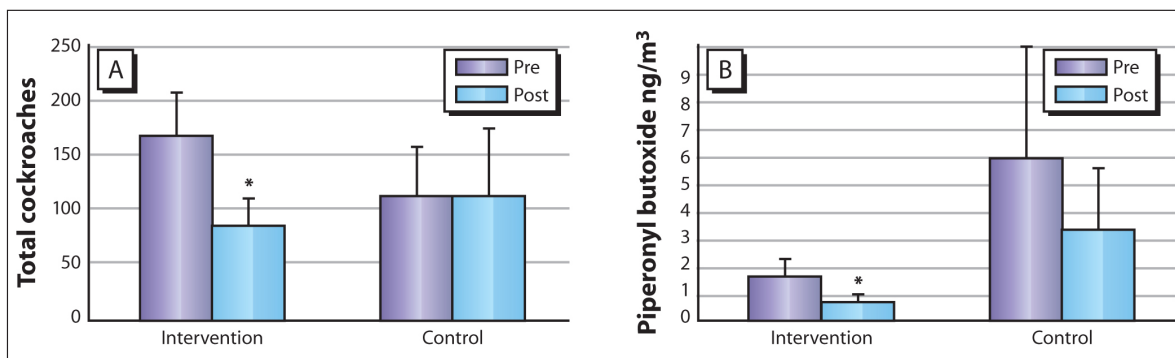 A
Total cockroaches
250
200
150
100
50
0
Pre
Post
*
Intervention
Control
B
Piperonyl butoxide ng/m³
9
8
7
6
5
4
3
2
1
0
Pre
Post
*
Intervention
Control